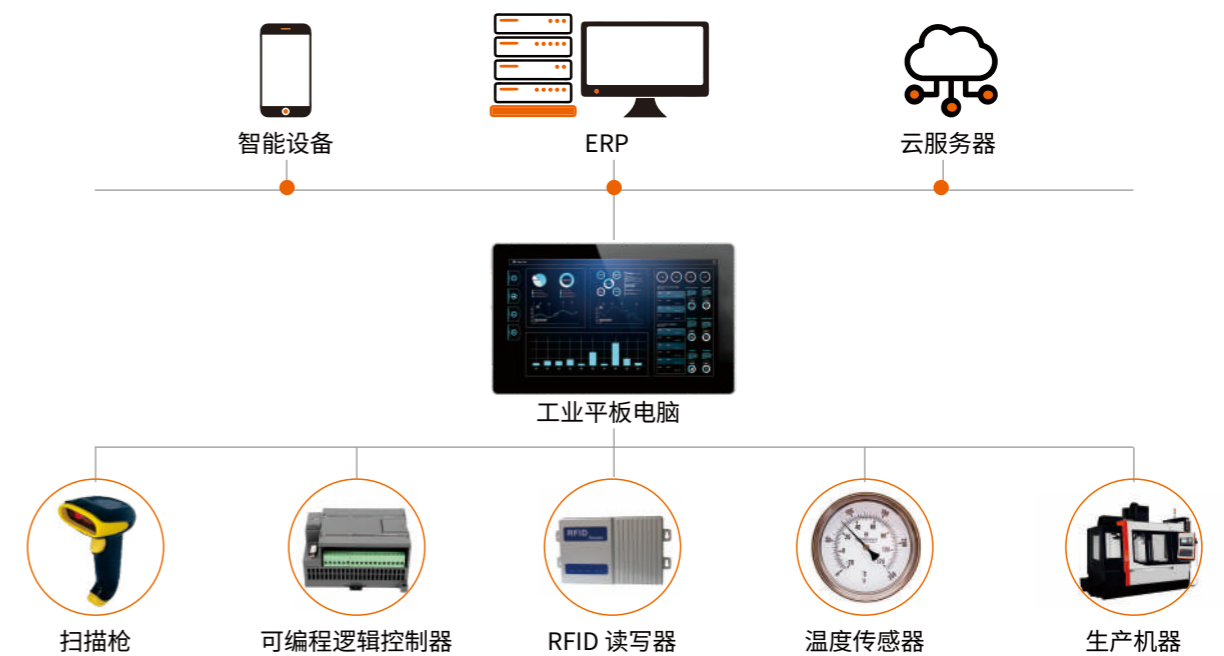 智能设备
ERP
云服务器
工业平板电脑
RFID
扫描枪
可编程逻辑控制器
RFID 读写器
温度传感器
生产机器